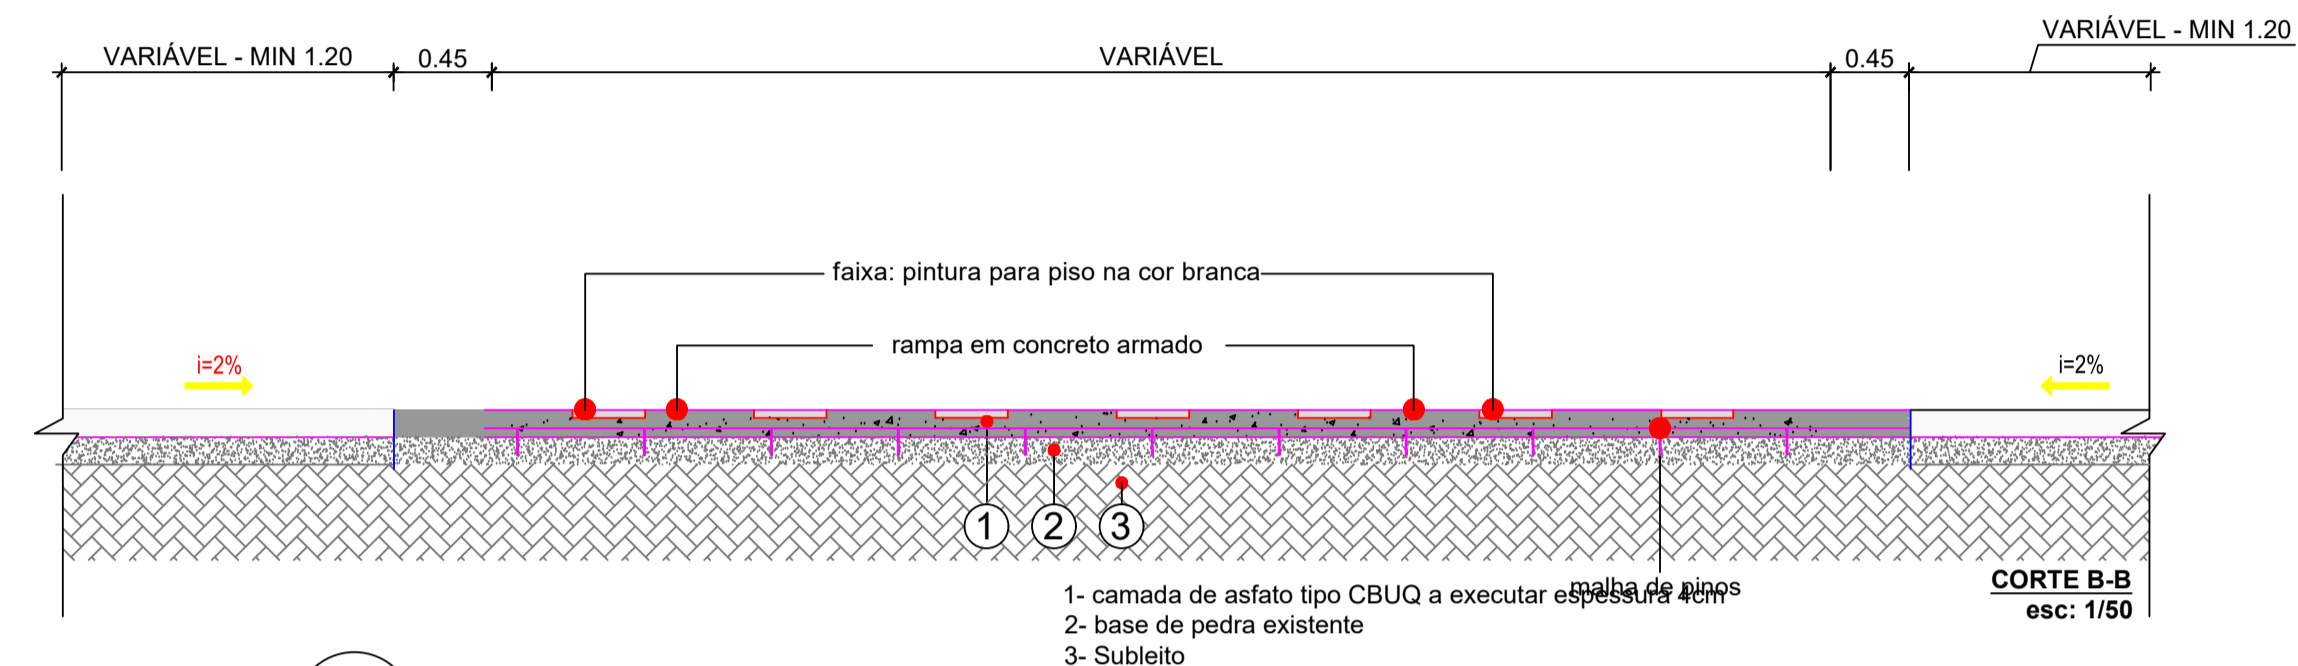 VARIÁVEL - MIN 1.20
VARIÁVEL - MIN 1.20
0.45
VARIÁVEL
0.45
faixa: pintura para piso na cor branca
rampa em concreto armado
i=2%
i=2%
1
2
3
malha de pinos
1- camada de asfato tipo CBUQ a executar espessura 4cm
2- base de pedra existente
3- Subleito
CORTE B-B
esc: 1/50